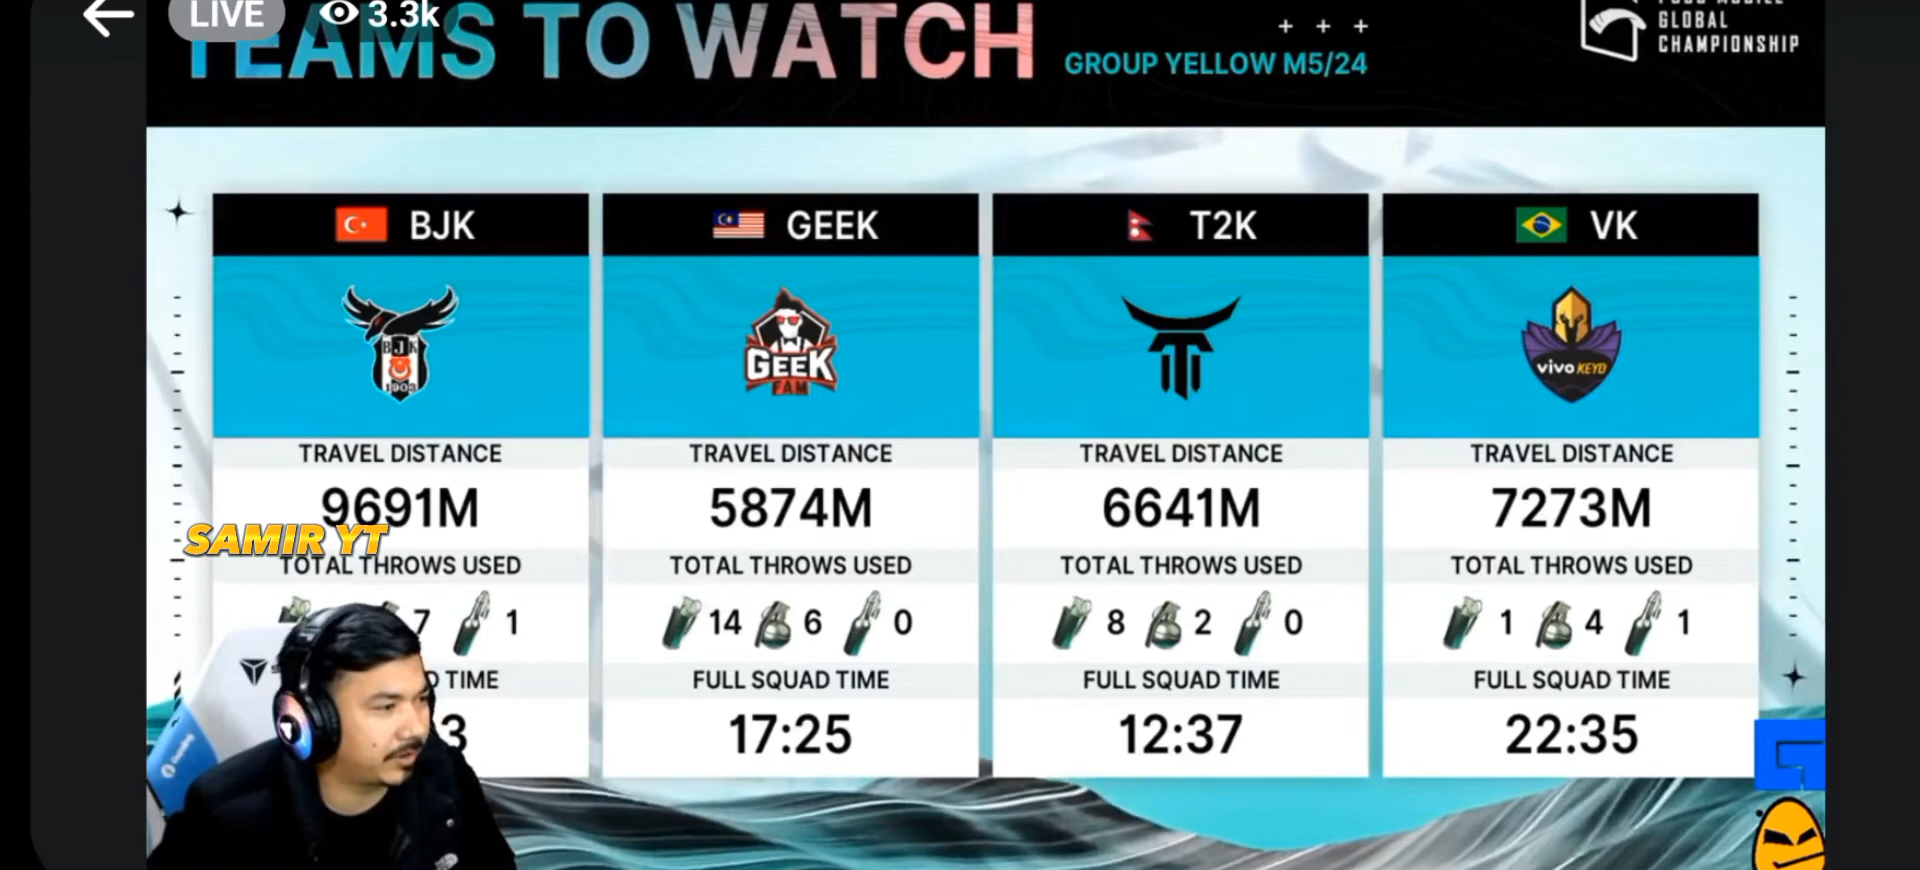 LIVE 3.3k
TEAMS TO WATCH
GROUP YELLOW M5/24
GLOBAL
CHAMPIONSHIP
BJK GEEK T2K VK
BJK
1903
GEEK
FAM
vivo KEYD
TRAVEL DISTANCE TRAVEL DISTANCE TRAVEL DISTANCE TRAVEL DISTANCE
9691M 5874M 6641M 7273M
SAMIR YT
TOTAL THROWS USED TOTAL THROWS USED TOTAL THROWS USED TOTAL THROWS USED
7 1 14 6 0 8 2 0 1 4 1
TIME FULL SQUAD TIME FULL SQUAD TIME FULL SQUAD TIME
3 17:25 12:37 22:35